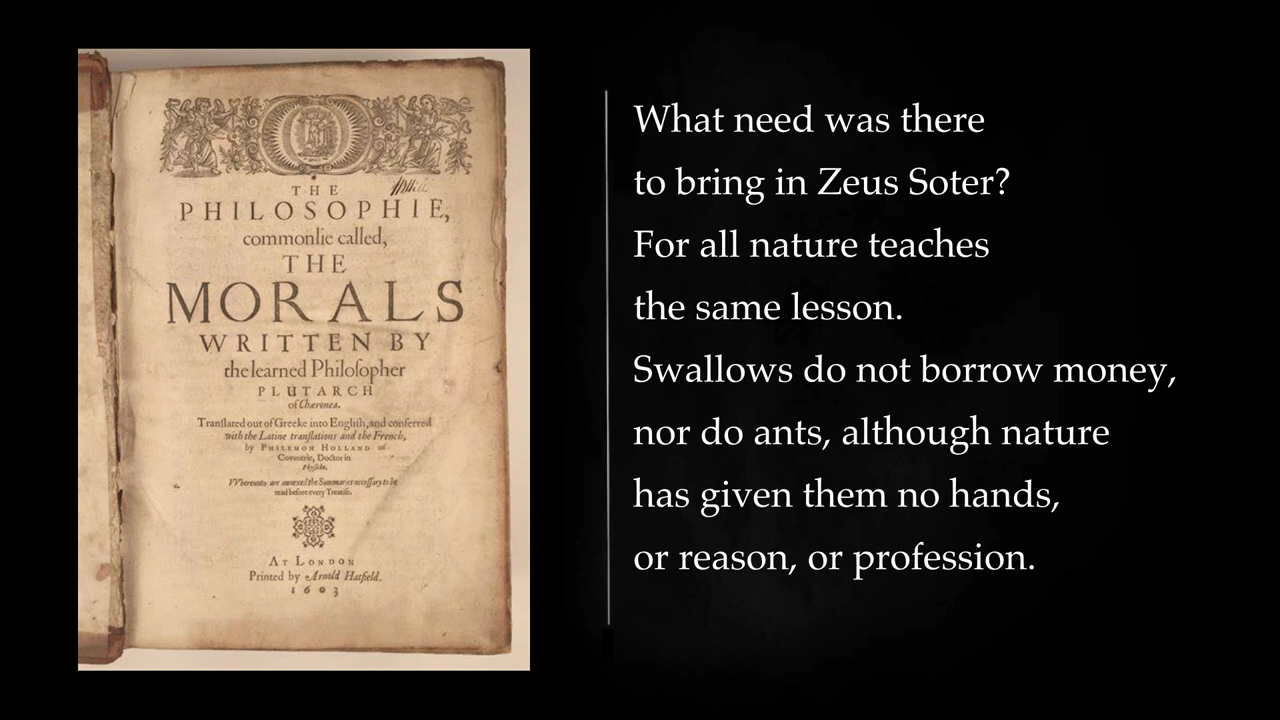 THE
PHILOSOPHIE,
commonlie called,
THE
MORALS
WRITTEN BY
the learned Philosopher
PLUTARCH
of Chæronea.
Translated out of Greeke into English, and conferred
with the Latine translations and the French,
by PHILEMON HOLLAND of
Coventrie, Doctor in
Physicke.
VVhereunto are annexed the Summaries necessary to be
read before every Treatise.
AT LONDON
Printed by Arnold Hatfield.
1603
What need was there
to bring in Zeus Soter?
For all nature teaches
the same lesson.
Swallows do not borrow money,
nor do ants, although nature
has given them no hands,
or reason, or profession.